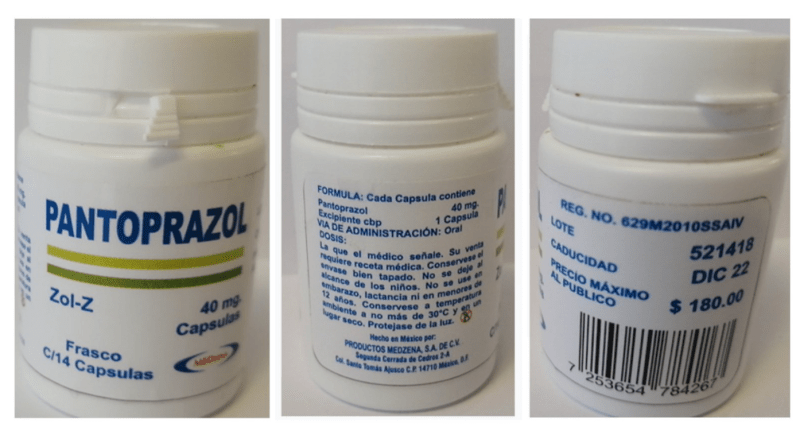 PANTOPRAZOL
Zol-Z
40 mg.
Capsulas
Frasco
C/14 Capsulas
FORMULA: Cada Capsula contiene
Pantoprazol 40 mg.
Excipiente cbp 1 Capsula
VIA DE ADMINISTRACIÓN: Oral
DOSIS:
La que el médico señale. Su venta
requiere receta médica. Conservese el
envase bien tapado. No se deje al
alcance de los niños. No se use en
embarazo, lactancia ni en menores de
12 años. Conservese a temperatura
ambiente a no más de 30°C y en un
lugar seco. Protejase de la luz.
Hecho en México por:
PRODUCTOS MEDZENA, S.A. DE C.V.
Segunda Cerrada de Cedros 2-A
Col. Santo Tomás Ajusco C.P. 14710 México, D.F.
REG. NO. 629M2010SSAIV
LOTE 521418
CADUCIDAD DIC 22
PRECIO MÁXIMO
AL PUBLICO $ 180.00
7 253654 784267